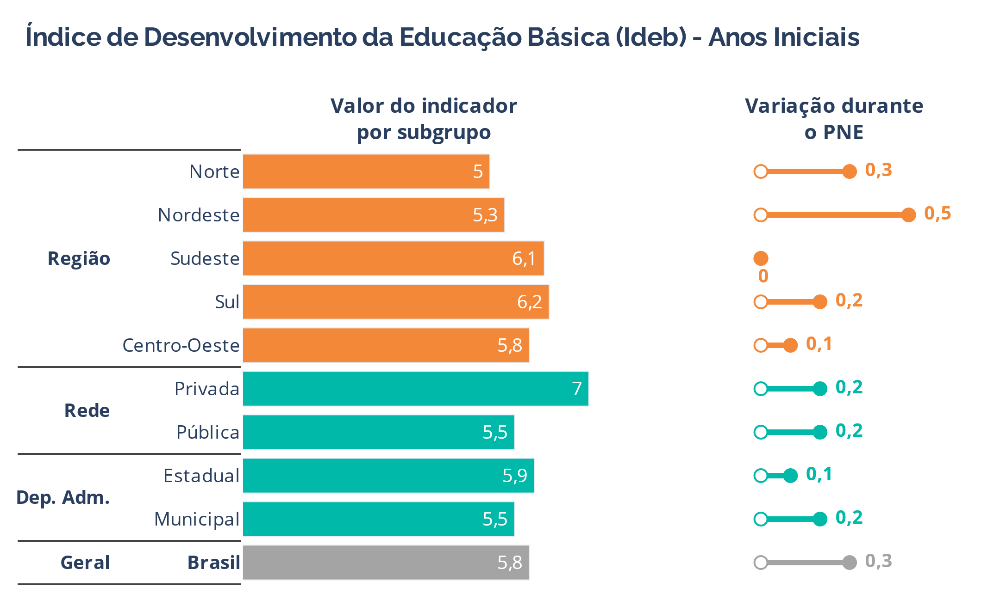 Índice de Desenvolvimento da Educação Básica (Ideb) - Anos Iniciais
Valor do indicador
por subgrupo
Variação durante
o PNE
Região
Norte 5 0,3
Nordeste 5,3 0,5
Sudeste 6,1 0
Sul 6,2 0,2
Centro-Oeste 5,8 0,1
Rede
Privada 7 0,2
Pública 5,5 0,2
Dep. Adm.
Estadual 5,9 0,1
Municipal 5,5 0,2
Geral Brasil 5,8 0,3